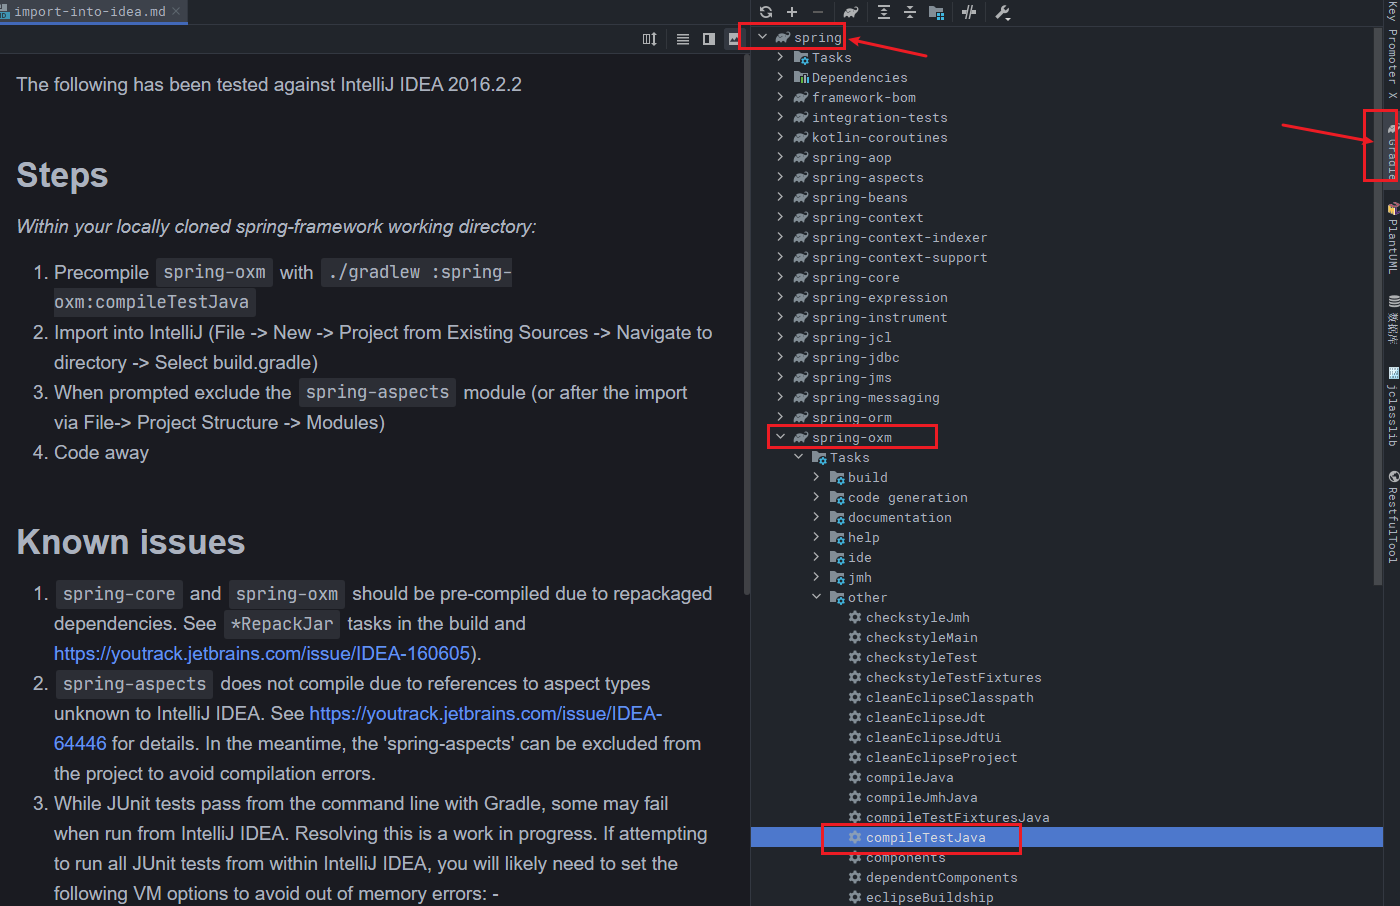 import-into-idea.md
The following has been tested against IntelliJ IDEA 2016.2.2
Steps
Within your locally cloned spring-framework working directory:
1. Precompile spring-oxm with ./gradlew :spring-
oxm:compileTestJava
2. Import into IntelliJ (File -> New -> Project from Existing Sources -> Navigate to
directory -> Select build.gradle)
3. When prompted exclude the spring-aspects module (or after the import
via File-> Project Structure -> Modules)
4. Code away
Known issues
1. spring-core and spring-oxm should be pre-compiled due to repackaged
dependencies. See *RepackJar tasks in the build and
https://youtrack.jetbrains.com/issue/IDEA-160605).
2. spring-aspects does not compile due to references to aspect types
unknown to IntelliJ IDEA. See https://youtrack.jetbrains.com/issue/IDEA-
64446 for details. In the meantime, the 'spring-aspects' can be excluded from
the project to avoid compilation errors.
3. While JUnit tests pass from the command line with Gradle, some may fail
when run from IntelliJ IDEA. Resolving this is a work in progress. If attempting
to run all JUnit tests from within IntelliJ IDEA, you will likely need to set the
following VM options to avoid out of memory errors: -
spring
Tasks
Dependencies
framework-bom
integration-tests
kotlin-coroutines
spring-aop
spring-aspects
spring-beans
spring-context
spring-context-indexer
spring-context-support
spring-core
spring-expression
spring-instrument
spring-jcl
spring-jdbc
spring-jms
spring-messaging
spring-orm
spring-oxm
Tasks
build
code generation
documentation
help
ide
jmh
other
checkstyleJmh
checkstyleMain
checkstyleTest
checkstyleTestFixtures
cleanEclipseClasspath
cleanEclipseJdt
cleanEclipseJdtUi
cleanEclipseProject
compileJava
compileJmhJava
compileTestFixturesJava
compileTestJava
components
dependentComponents
eclipseBuildship
Key Promoter X
Gradle
PlantUML
数据库
jclasslib
RestfulTool